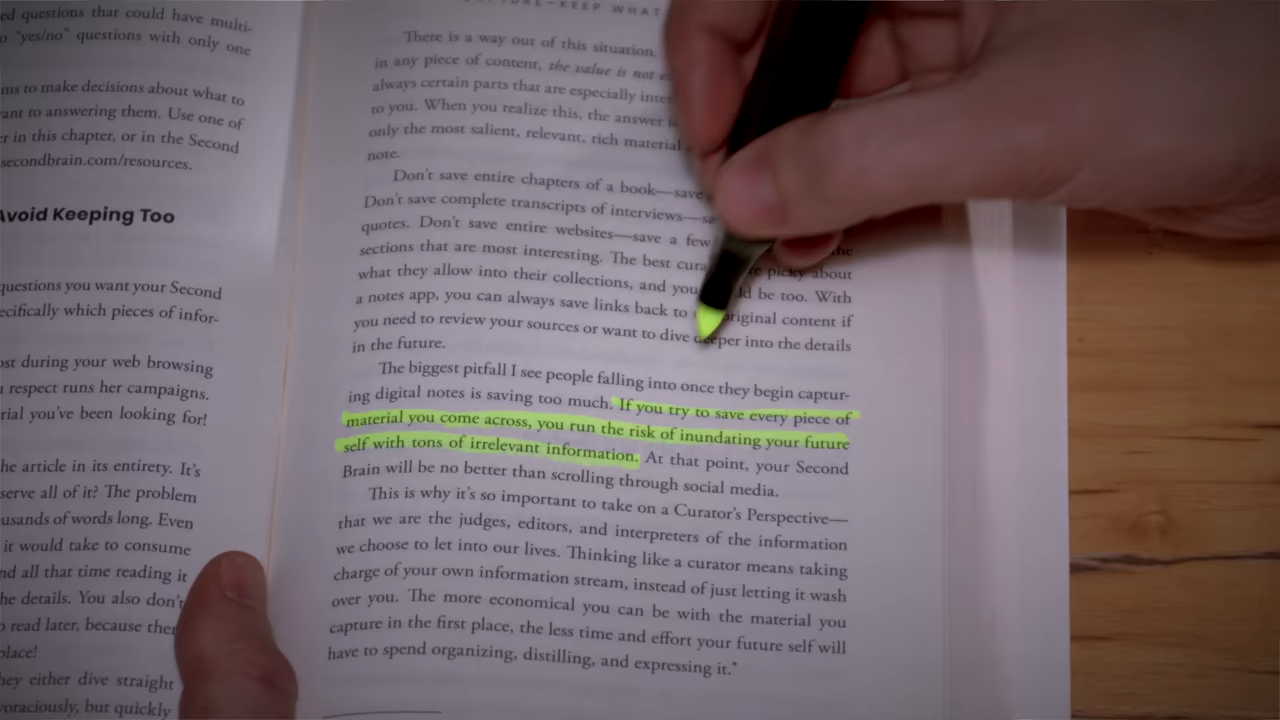 ed questions that could have multi-
"yes/no" questions with only one
ms to make decisions about what to
ant to answering them. Use one of
er in this chapter, or in the Second
secondbrain.com/resources.
Avoid Keeping Too
questions you want your Second
ecifically which pieces of infor-
ost during your web browsing
respect runs her campaigns.
rial you've been looking for!
he article in its entirety. It's
serve all of it? The problem
usands of words long. Even
it would take to consume
nd all that time reading it
he details. You also don't
read later, because ther
place!
hey either dive straight
voraciously, but quickly
KEEP WHAT
There is a way out of this situation.
in any piece of content, the value is not e
always certain parts that are especially inte
to you. When you realize this, the answer i
only the most salient, relevant, rich material
note.
Don't save entire chapters of a book—save
Don't save complete transcripts of interviews—sa
quotes. Don't save entire websites—save a few
the
sections that are most interesting. The best cura re picky about
what they allow into their collections, and you ld be too. With
a notes app, you can always save links back to original content if
you need to review your sources or want to dive deeper into the details
in the future.
The biggest pitfall I see people falling into once they begin captur-
ing digital notes is saving too much. If you try to save every piece of
material you come across, you run the risk of inundating your future
self with tons of irrelevant information. At that point, your Second
Brain will be no better than scrolling through social media.
This is why it's so important to take on a Curator's Perspective—
that we are the judges, editors, and interpreters of the information
we choose to let into our lives. Thinking like a curator means taking
charge of your own information stream, instead of just letting it wash
over you. The more economical you can be with the material you
capture in the first place, the less time and effort your future self will
have to spend organizing, distilling, and expressing it.*